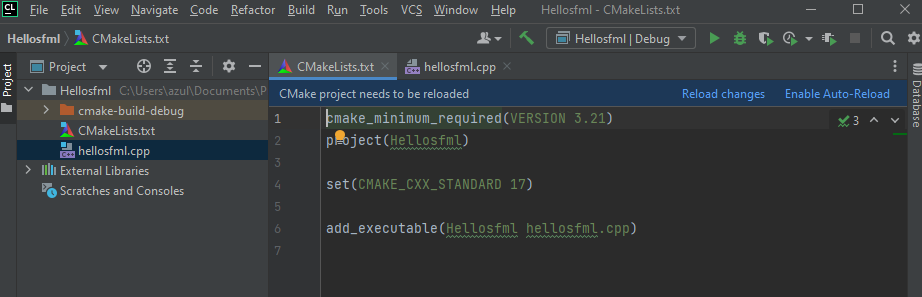 CL File Edit View Navigate Code Refactor Build Run Tools VCS Window Help Hellosfml - CMakeLists.txt
Hellosfml CMakeLists.txt Hellosfml | Debug
Project CMakeLists.txt hellosfml.cpp
Project
Hellosfml C:\Users\azul\Documents\P
cmake-build-debug
CMakeLists.txt
C++ hellosfml.cpp
External Libraries
Scratches and Consoles
CMake project needs to be reloaded Reload changes Enable Auto-Reload
1 cmake_minimum_required(VERSION 3.21)
2 project(Hellosfml)
3
4 set(CMAKE_CXX_STANDARD 17)
5
6 add_executable(Hellosfml hellosfml.cpp)
7
3
Database